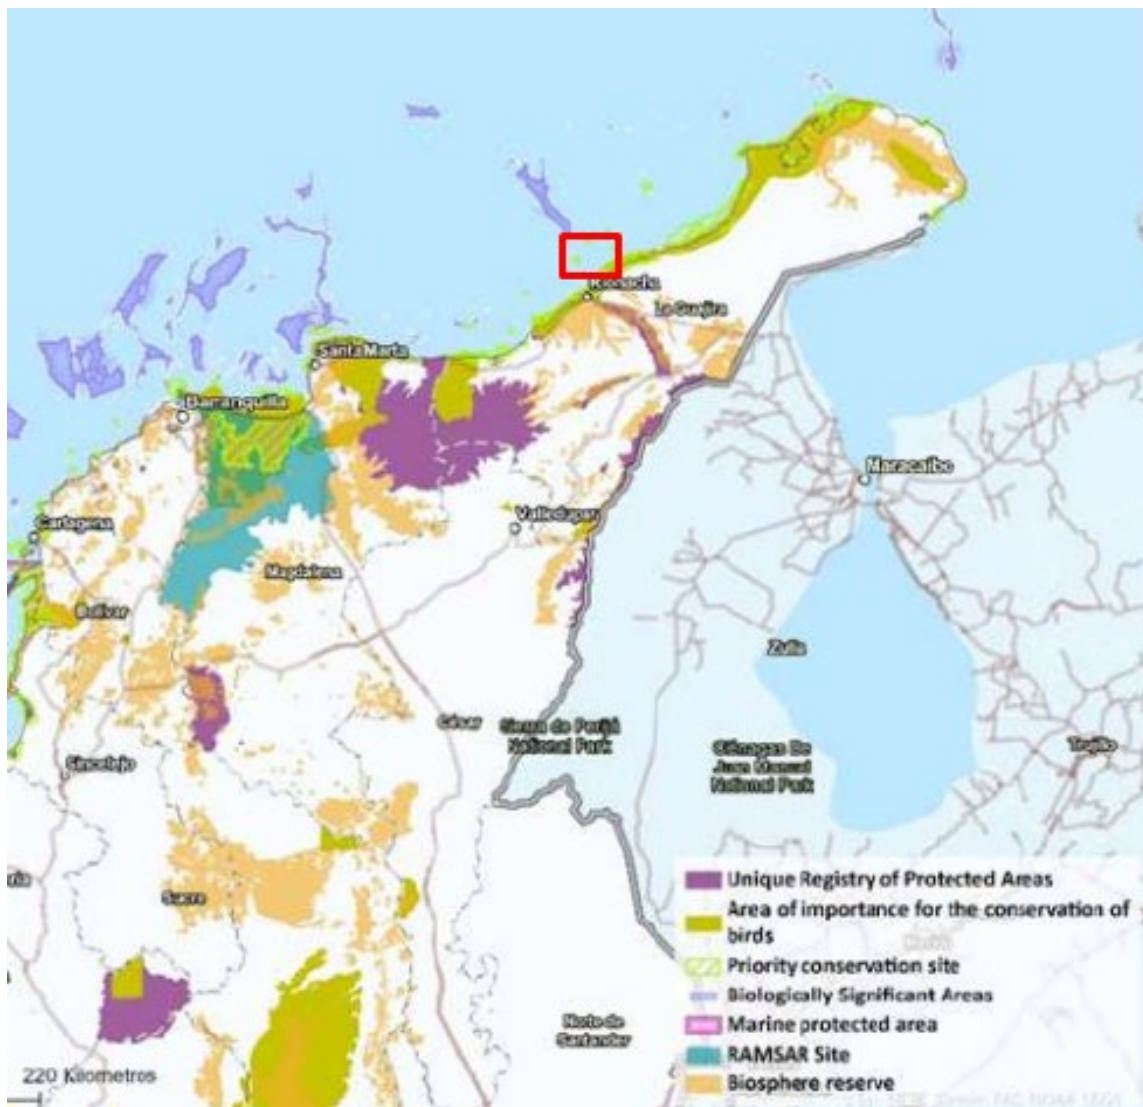 Riohacha
La Guajira
Santa Marta
Barranquilla
Maracaibo
Cartagena
Valledupar
Magdalena
Bolívar
Zulia
César
Sierra de Perijá
National Park
Ciénagas De
Juan Manuel
National Park
Trujillo
Sincelejo
Sucre
Unique Registry of Protected Areas
Area of importance for the conservation of
birds
Priority conservation site
Biologically Significant Areas
Marine protected area
Norte de
Santander
RAMSAR Site
220 Kilometros
Biosphere reserve